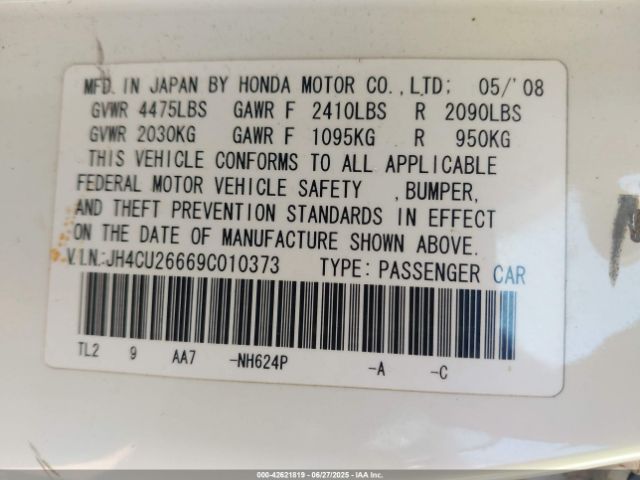 MFD. IN JAPAN BY HONDA MOTOR CO.,LTD; 05/'08
GVWR 4475LBS GAWR F 2410LBS R 2090LBS
GVWR 2030KG GAWR F 1095KG R 950KG
THIS VEHICLE CONFORMS TO ALL APPLICABLE
FEDERAL MOTOR VEHICLE SAFETY ,BUMPER,
AND THEFT PREVENTION STANDARDS IN EFFECT
ON THE DATE OF MANUFACTURE SHOWN ABOVE.
V.I.N.:JH4CU26669C010373 TYPE: PASSENGER CAR
TL2 9 AA7 -NH624P -A -C
000-42621819 - 06/27/2025 - IAA Inc.